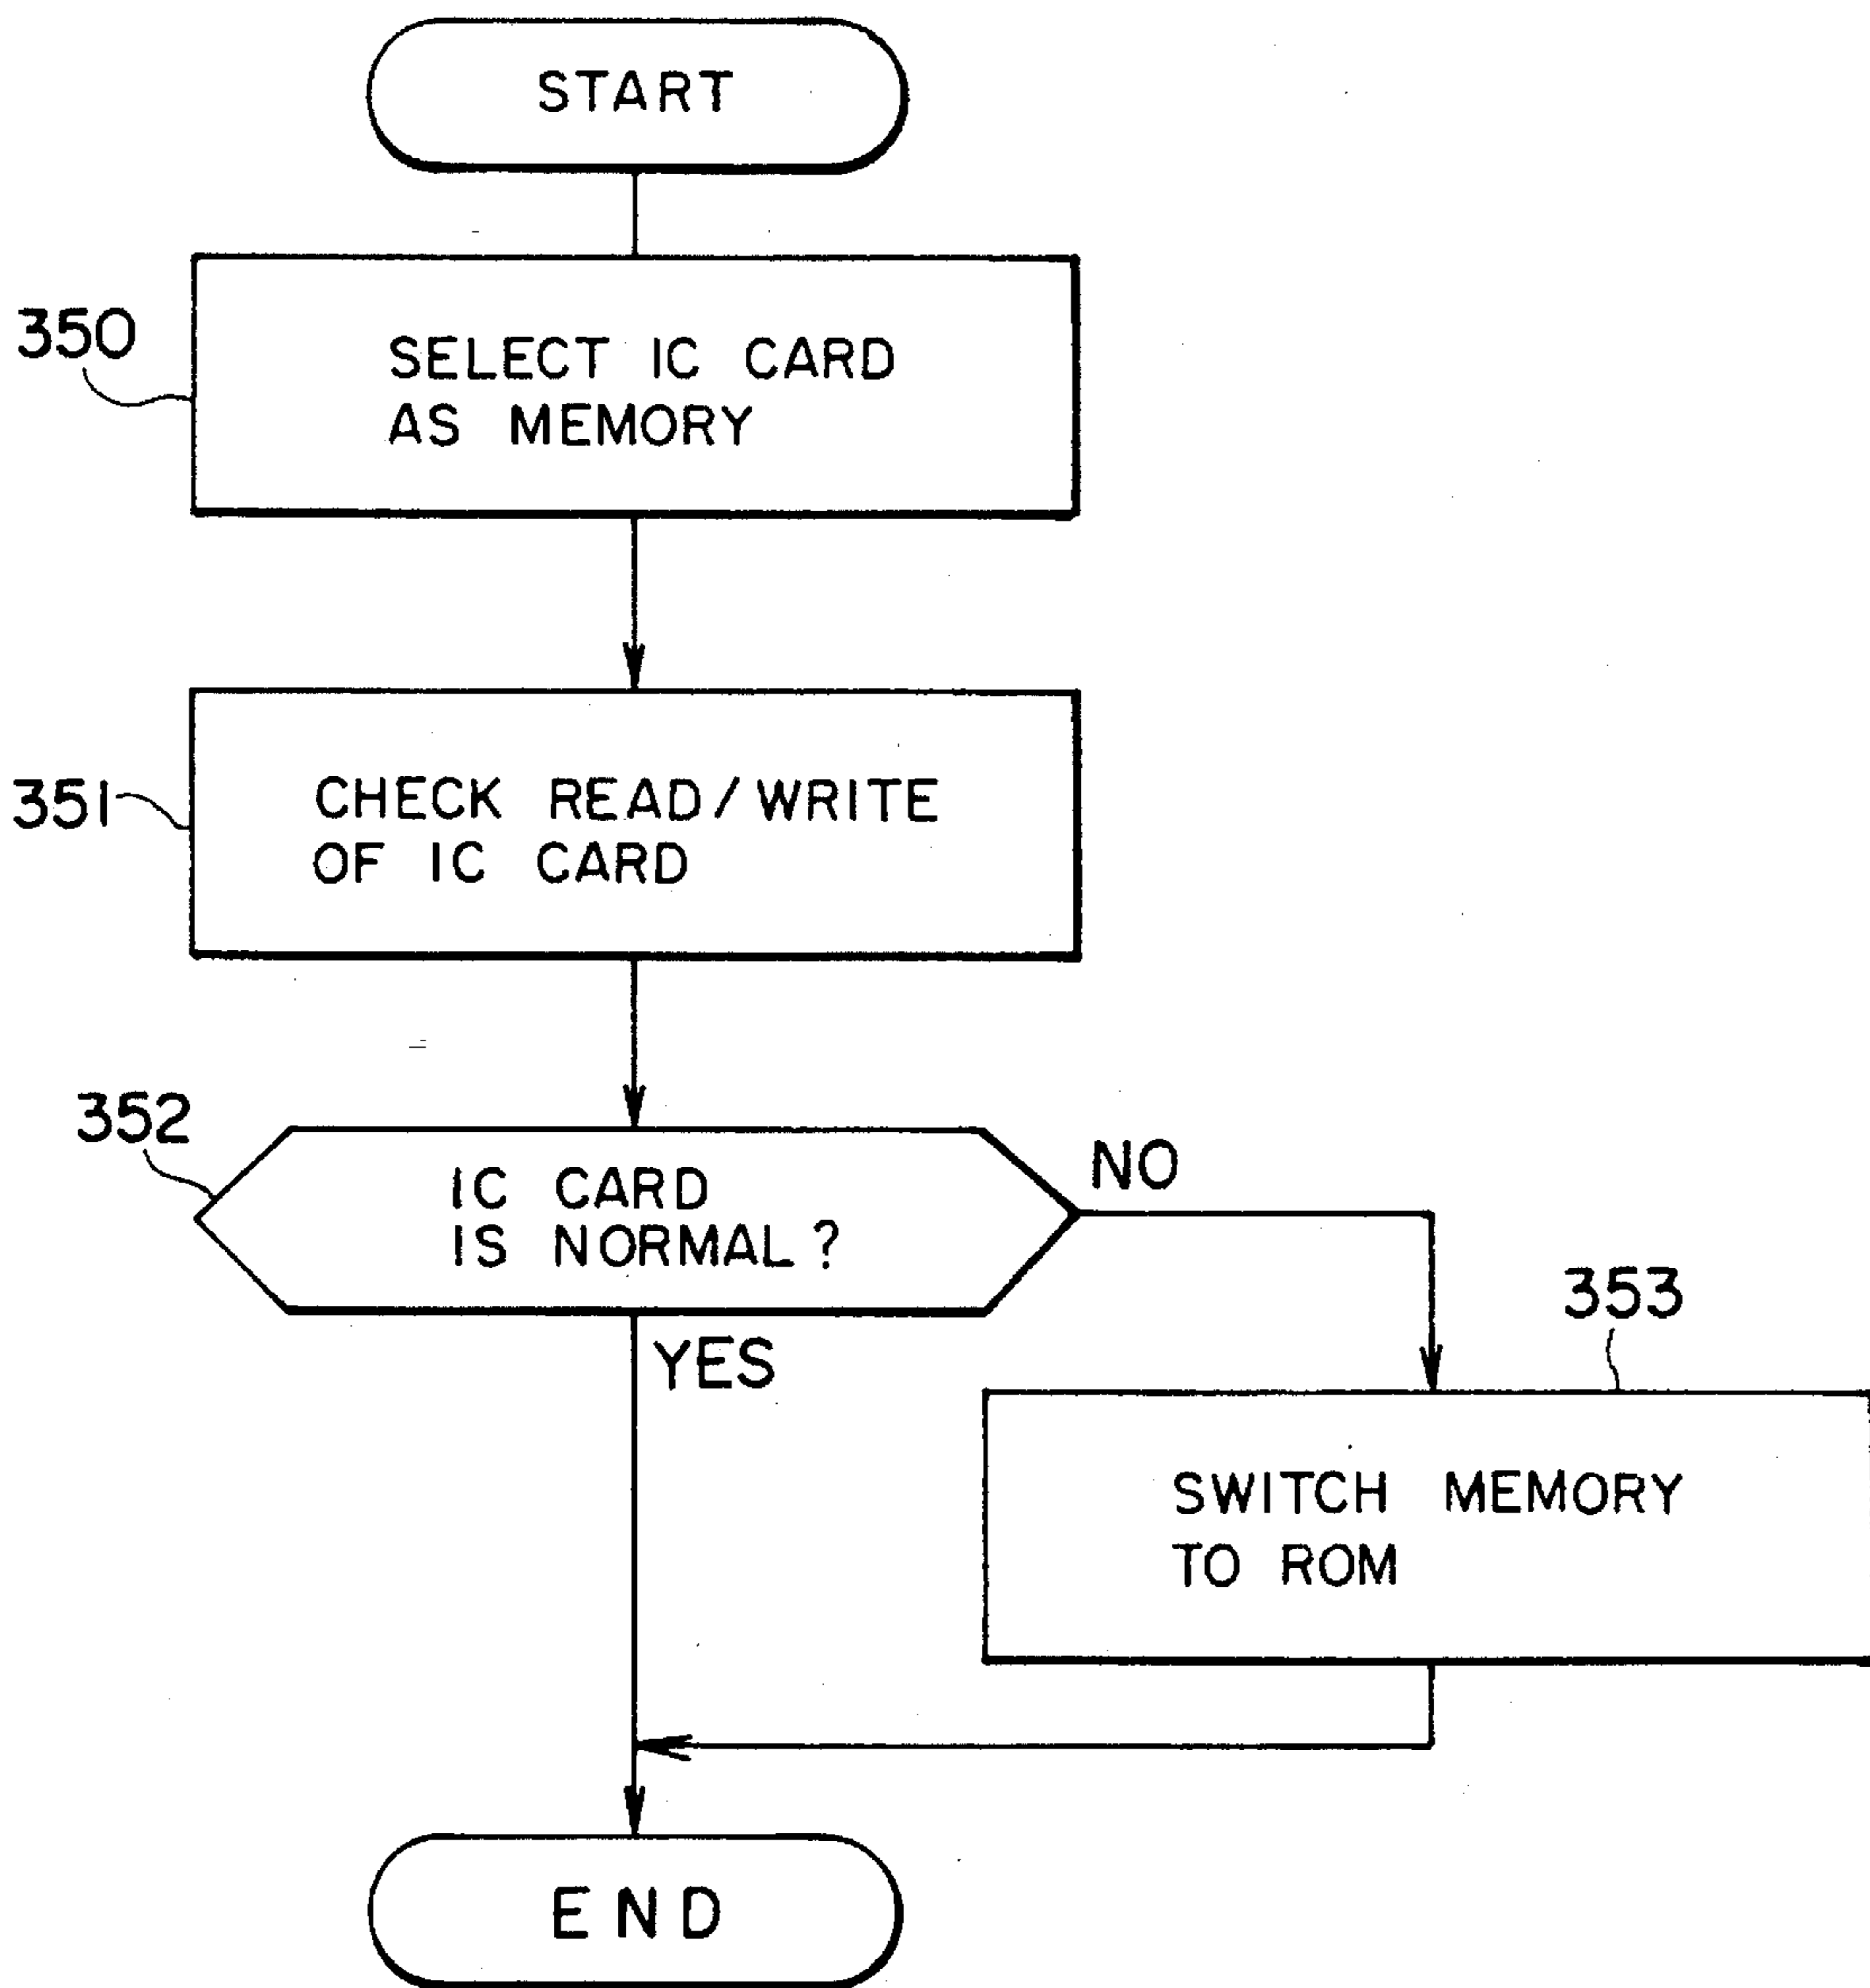 START
350
SELECT IC CARD
AS MEMORY
351
CHECK READ/WRITE
OF IC CARD
352
IC CARD
IS NORMAL?
NO
YES
353
SWITCH MEMORY
TO ROM
END